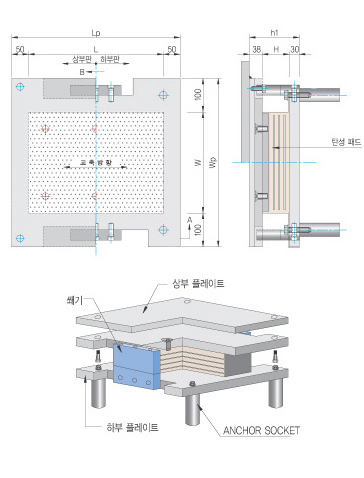 Lp
h1
50
L
50
38
H
30
상부판
하부판
B
100
W
Wp
탄성 패드
교축방향
A
100
상부 플레이트
쐐기
하부 플레이트
ANCHOR SOCKET